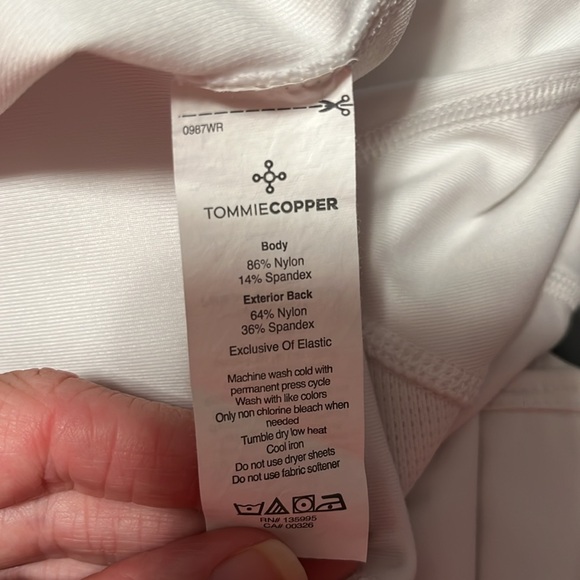 0987WR
TOMMIECOPPER
Body
86% Nylon
14% Spandex
Exterior Back
64% Nylon
36% Spandex
Exclusive Of Elastic
Machine wash cold with
permanent press cycle
Wash with like colors
Only non chlorine bleach when
needed
Tumble dry low heat
Cool iron
Do not use dryer sheets
Do not use fabric softener
RN# 135995
CA# 00326